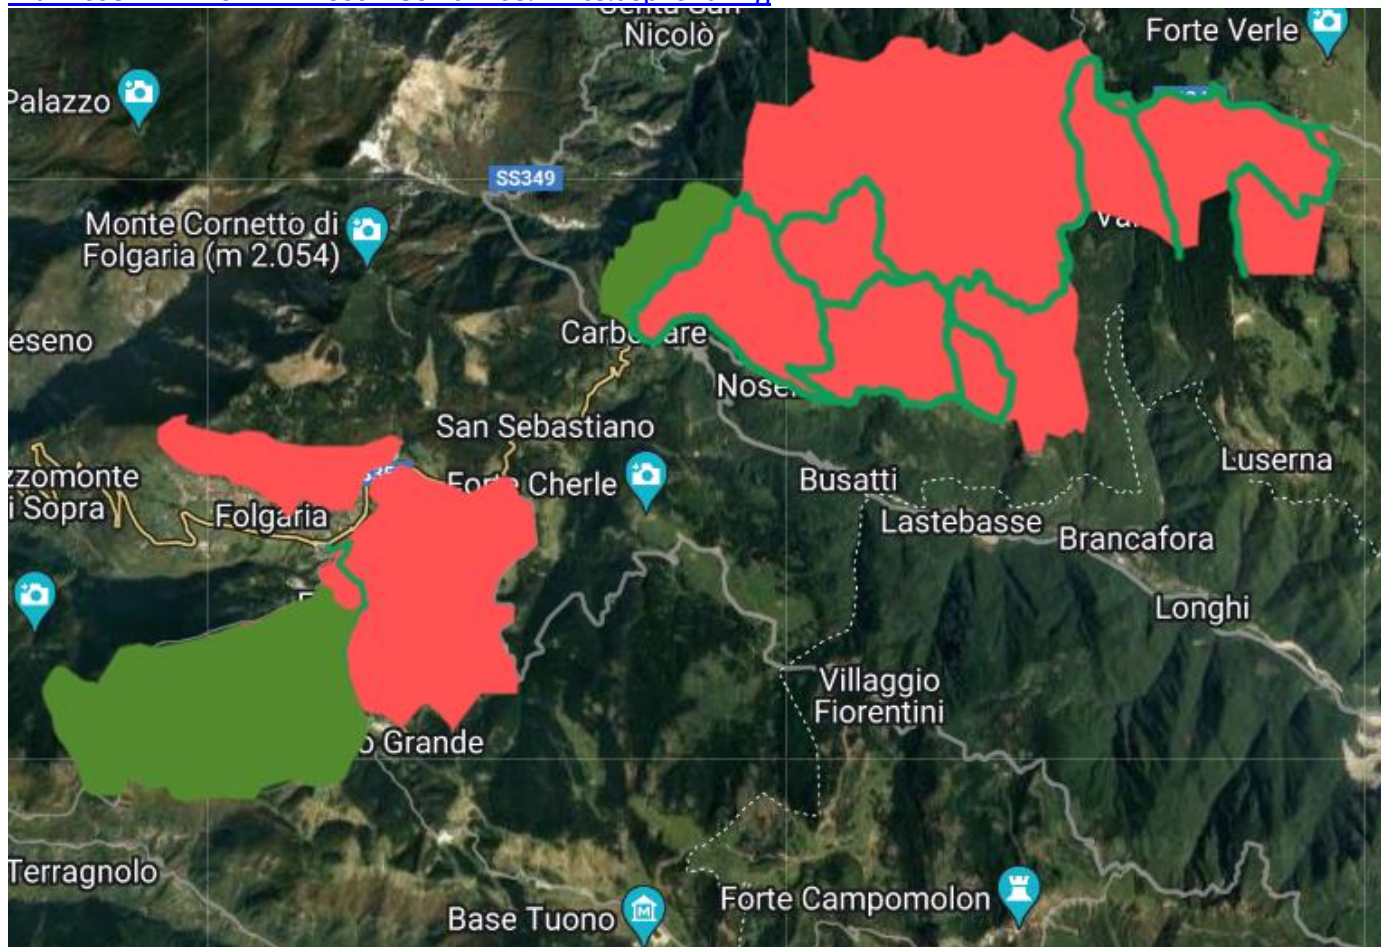 Nicolò
Forte Verle
Palazzo
SS349
Monte Cornetto di
Folgaria (m 2.054)
eseno
San Sebastiano
zzomonte
i Sopra
Forte Cherle
Folgaria
Busatti
Luserna
Lastebasse
Brancafora
Longhi
Villaggio
Fiorentini
o Grande
Terragnolo
Forte Campomolon
Base Tuono
M